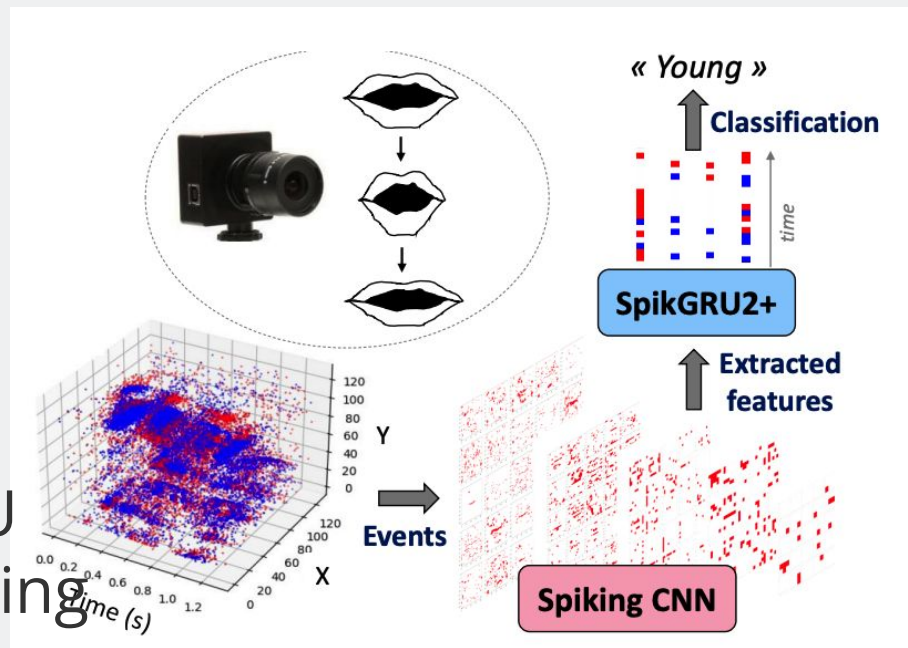 « Young »
Classification
time
SpikGRU2+
Extracted
features
120
100
80
60
40
20
0
Y
120
100
80
60
40
20
0
X
0.0
0.2
0.4
0.6
0.8
1.0
1.2
Time (s)
Events
Spiking CNN
U
ing